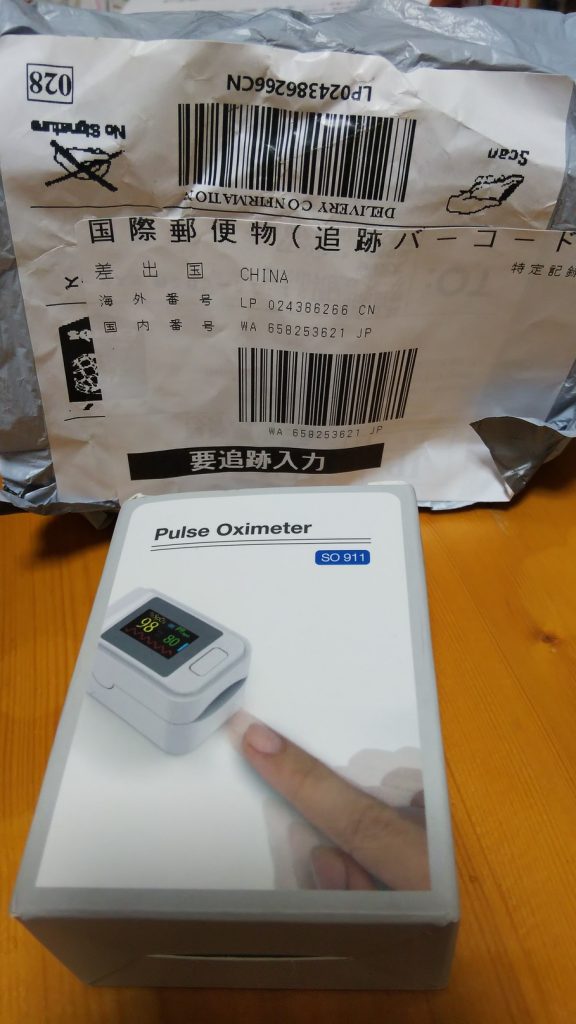 028
LP024386266CN
No Signature
Scan
DELIVERY CONFIRMATION
国際郵便物(追跡バーコード
差出国 CHINA
特定記録
海外番号 LP 024386266 CN
国内番号 WA 658253621 JP
WA 658253621 JP
要追跡入力
Pulse Oximeter
SO 911
98
80